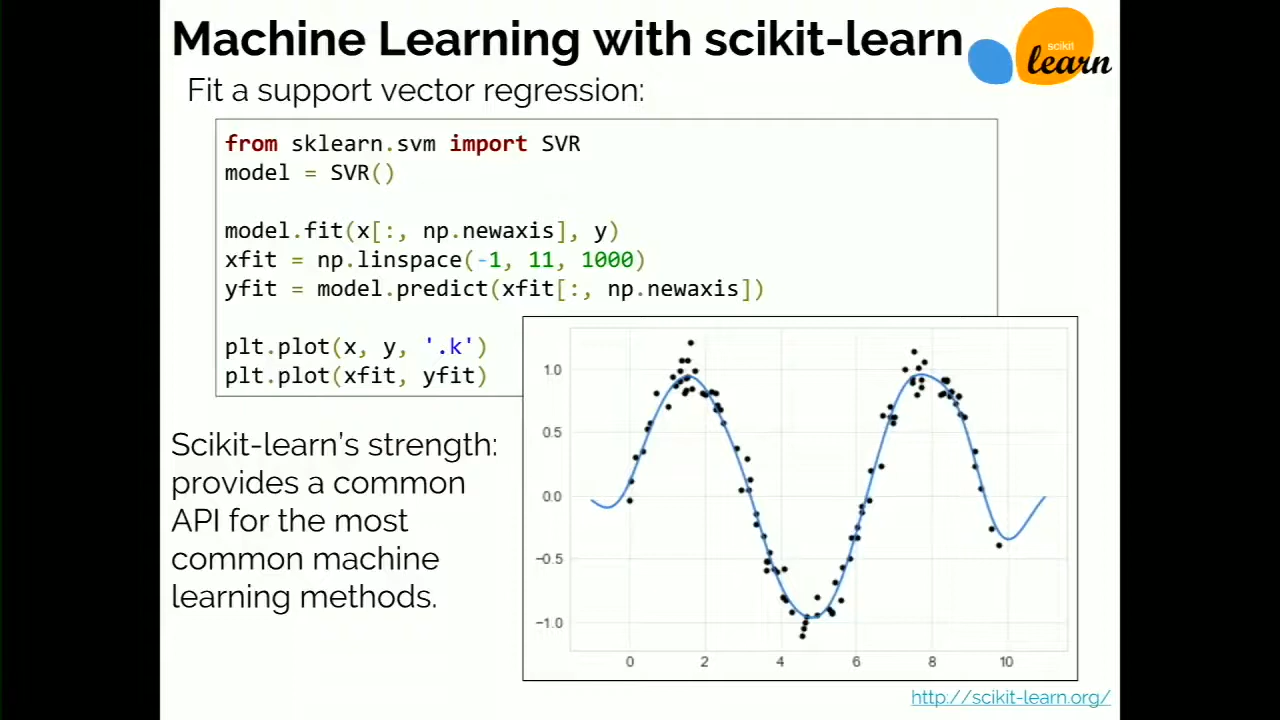 Machine Learning with scikit-learn
scikit
learn
Fit a support vector regression:
from sklearn.svm import SVR
model = SVR()
model.fit(x[:, np.newaxis], y)
xfit = np.linspace(-1, 11, 1000)
yfit = model.predict(xfit[:, np.newaxis])
plt.plot(x, y, '.k')
plt.plot(xfit, yfit)
Scikit-learn's strength:
provides a common
API for the most
common machine
learning methods.
1.0
0.5
0.0
−0.5
−1.0
0 2 4 6 8 10
http://scikit-learn.org/